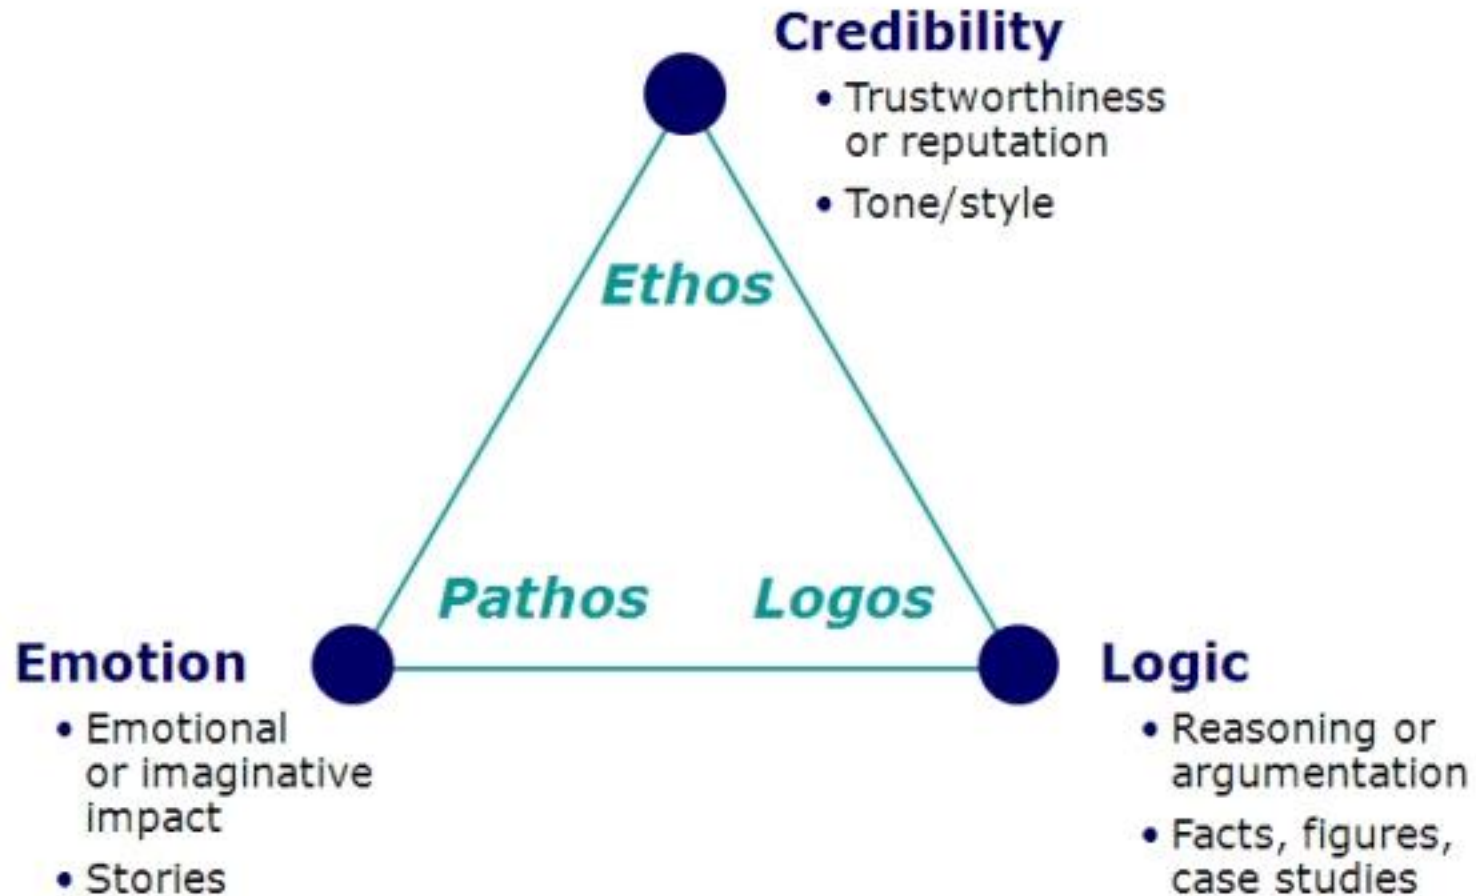 Credibility
• Trustworthiness
or reputation
• Tone/style
Ethos
Pathos
Logos
Emotion
• Emotional
or imaginative
impact
• Stories
Logic
• Reasoning or
argumentation
• Facts, figures,
case studies